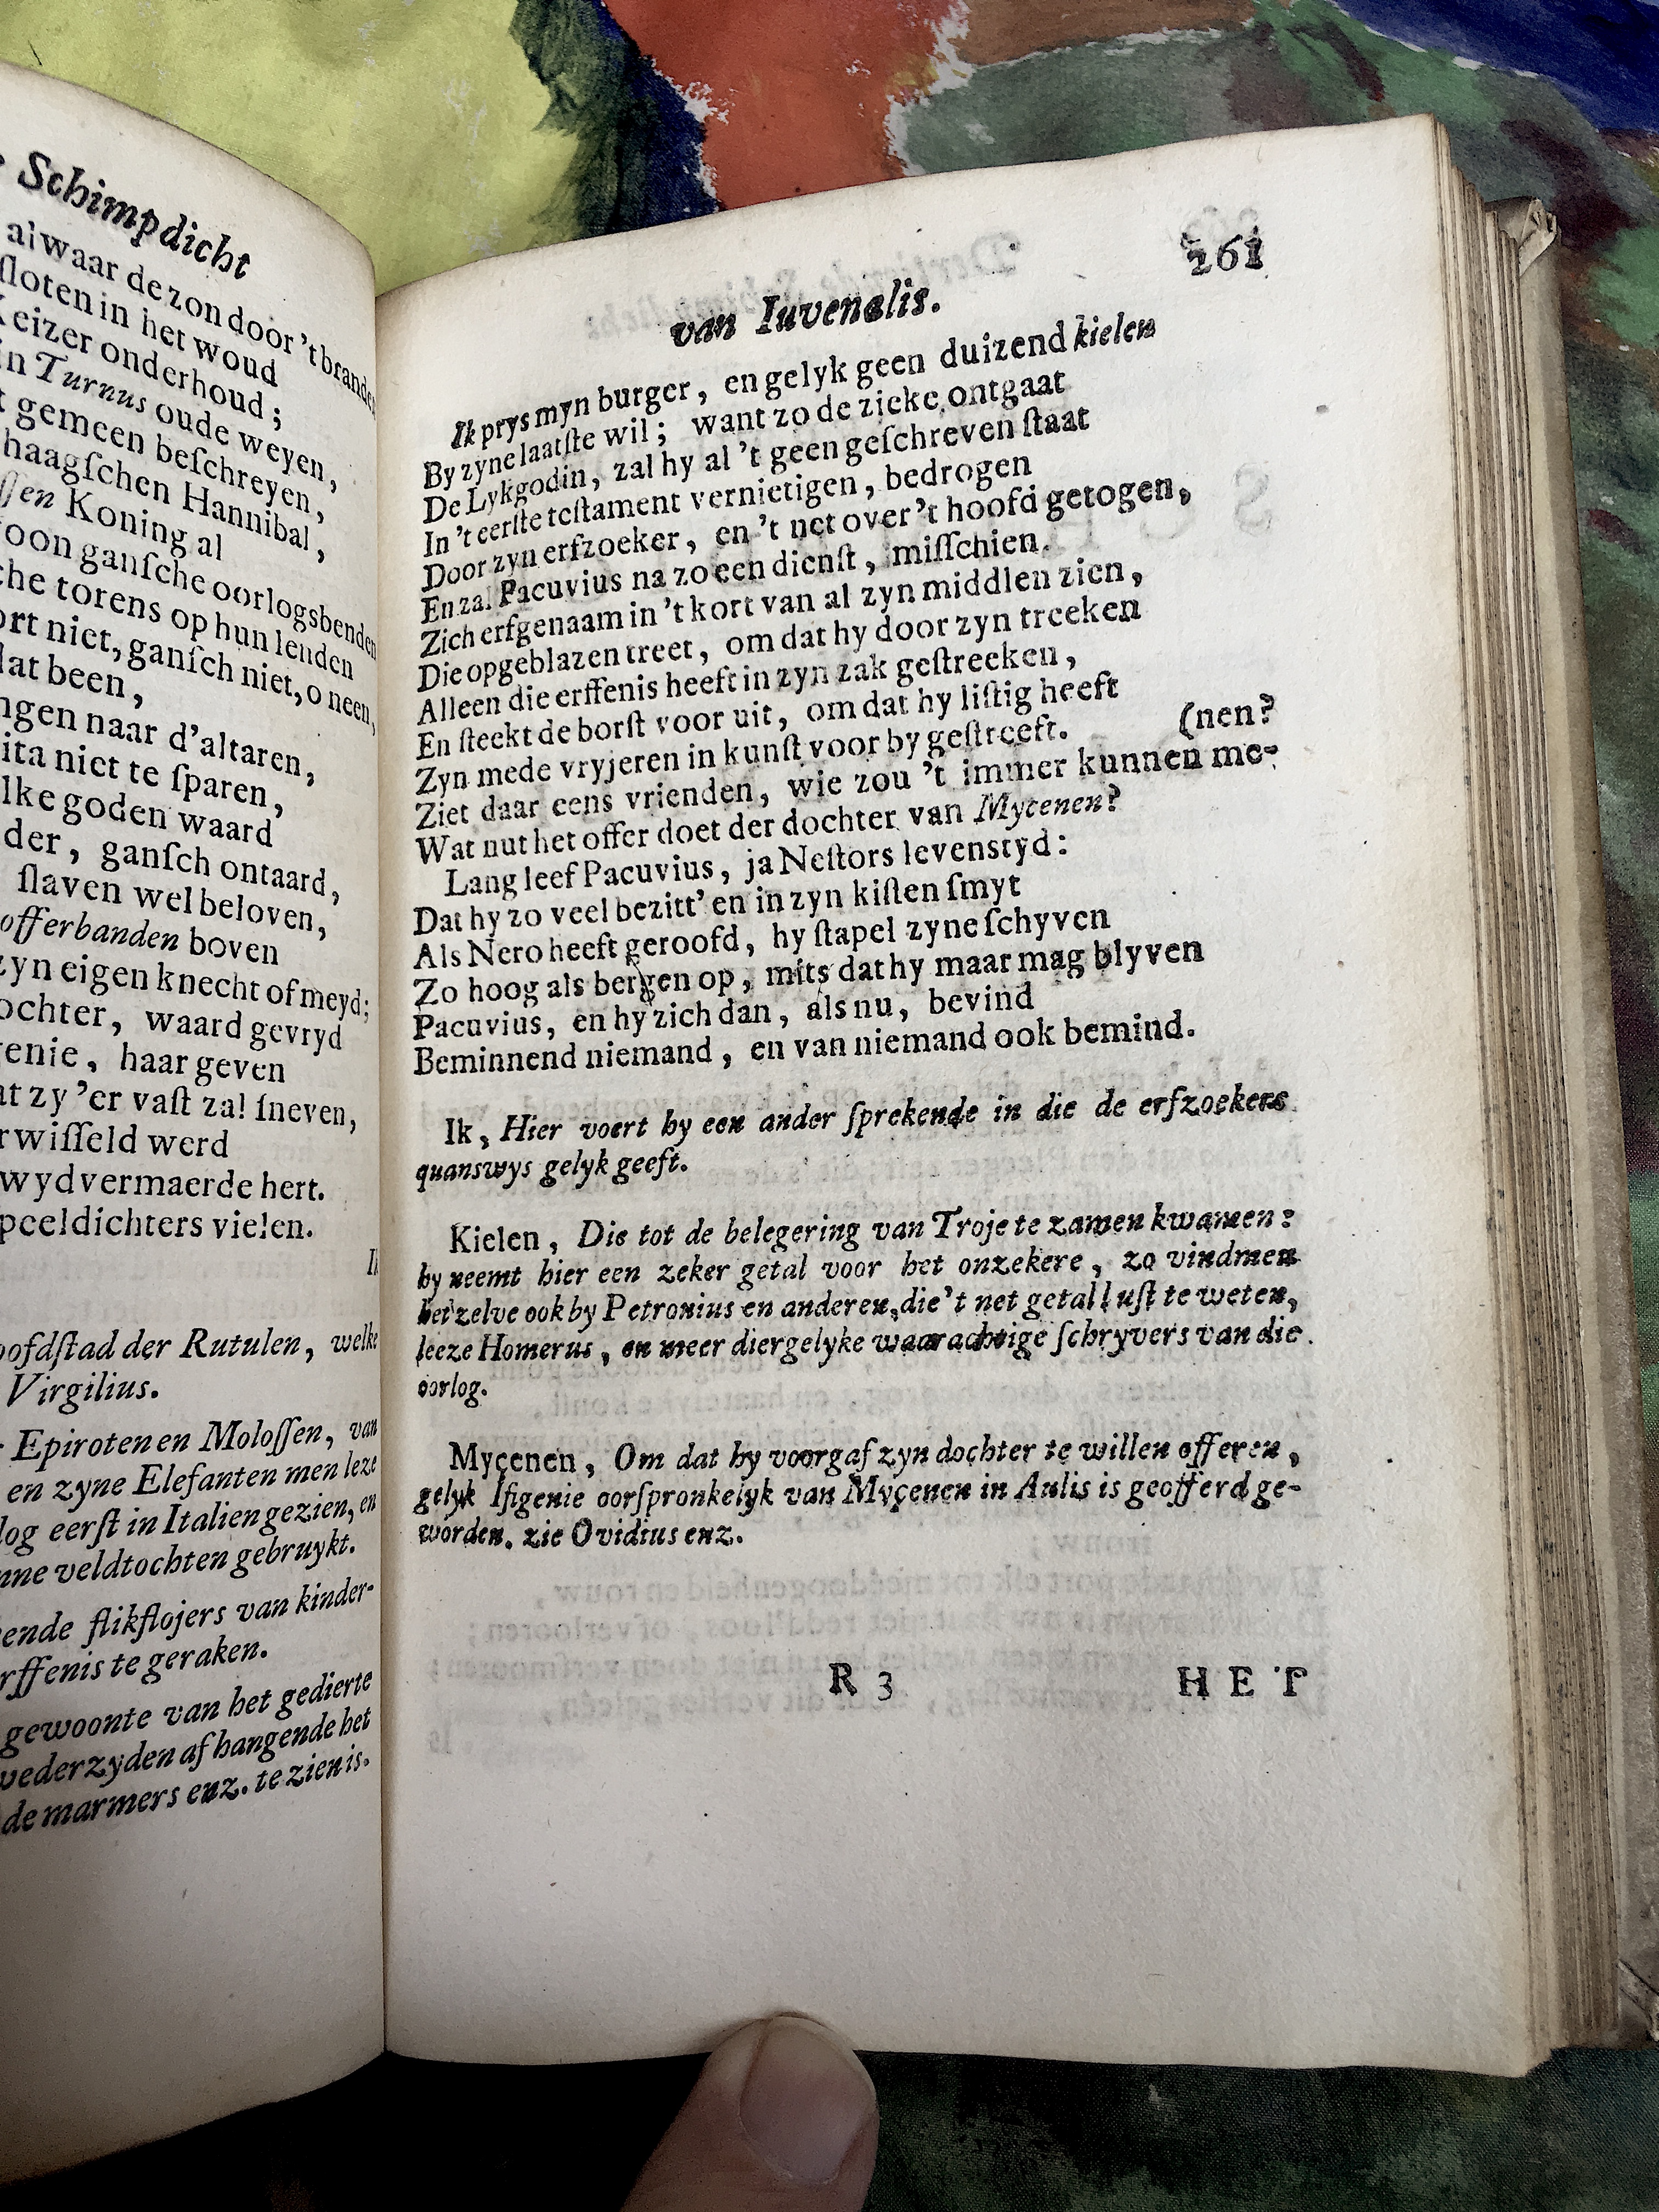 Schimpdicht
alwaar de zon door 't brande
ſloten in het woud
Keizer onderhoud;
in Turnus oude weyen,
t gemeen beſchreyen,
haagſchen Hannibal,
ſſen Koning al
oon ganſche oorlogsbenden
che torens op hun lenden
ort niet, ganſch niet, o neen,
dat been,
ngen naar d'altaren,
ita niet te ſparen,
lke goden waard
der, ganſch ontaard,
ſlaven wel beloven,
offerbanden boven
zyn eigen knecht of meyd;
ochter, waard gevryd
enie, haar geven
at zy 'er vaſt zal ſneven,
rwiſſeld werd
wyd vermaerde hert.
peeldichters vielen.
Ik
oofdſtad der Rutulen, welke
Virgilius.
Epiroten en Moloſſen, van
en zyne Elefanten men leze
log eerſt in Italien gezien, en
nne veldtochten gebruykt.
ende flikflojers van kinder-
rffenis te geraken.
gewoonte van het gedierte
wederzyden af hangende het
de marmers enz. te zien is.
van Iuvenalis. 261
Ik prys myn burger, en gelyk geen duizend kielen
By zyne laatſte wil; want zo de zieke ontgaat
De Lykgodin, zal hy al 't geen geſchreven ſtaat
In 't eerſte teſtament vernietigen, bedrogen
Door zyn erfzoeker, en 't net over 't hoofd getogen,
En zal Pacuvius na zo een dienſt, miſſchien
Zich erfgenaam in 't kort van al zyn middlen zien,
Die opgeblazen treet, om dat hy door zyn treeken
Alleen die erffenis heeft in zyn zak geſtreeken,
En ſteekt de borſt voor uit, om dat hy liſtig heeft
Zyn mede vryjeren in kunſt voor by geſtreeft. (nen?
Ziet daar eens vrienden, wie zou 't immer kunnen me-
Wat nut het offer doet der dochter van Mycenen?
Lang leef Pacuvius, ja Neſtors levenstyd:
Dat hy zo veel bezitt' en in zyn kiſten ſmyt
Als Nero heeft geroofd, hy ſtapel zyne ſchyven
Zo hoog als bergen op, mits dat hy maar mag blyven
Pacuvius, en hy zich dan, als nu, bevind
Beminnend niemand, en van niemand ook bemind.
Ik, Hier voert hy een ander ſprekende in die de erfzoekers
quanswys gelyk geeft.
Kielen, Die tot de belegering van Troje te zamen kwamen:
hy neemt hier een zeker getal voor het onzekere, zo vindmen
het zelve ook by Petronius en anderen, die 't net getal luſt te weten,
leeze Homerus, en meer diergelyke waarachtige ſchryvers van die
oorlog.
Myçenen, Om dat hy voorgaf zyn dochter te willen offeren,
gelyk Ifigenie oorſpronkelyk van Myçenen in Aulis is geofferd ge-
worden. zie Ovidius enz.
R 3 HET